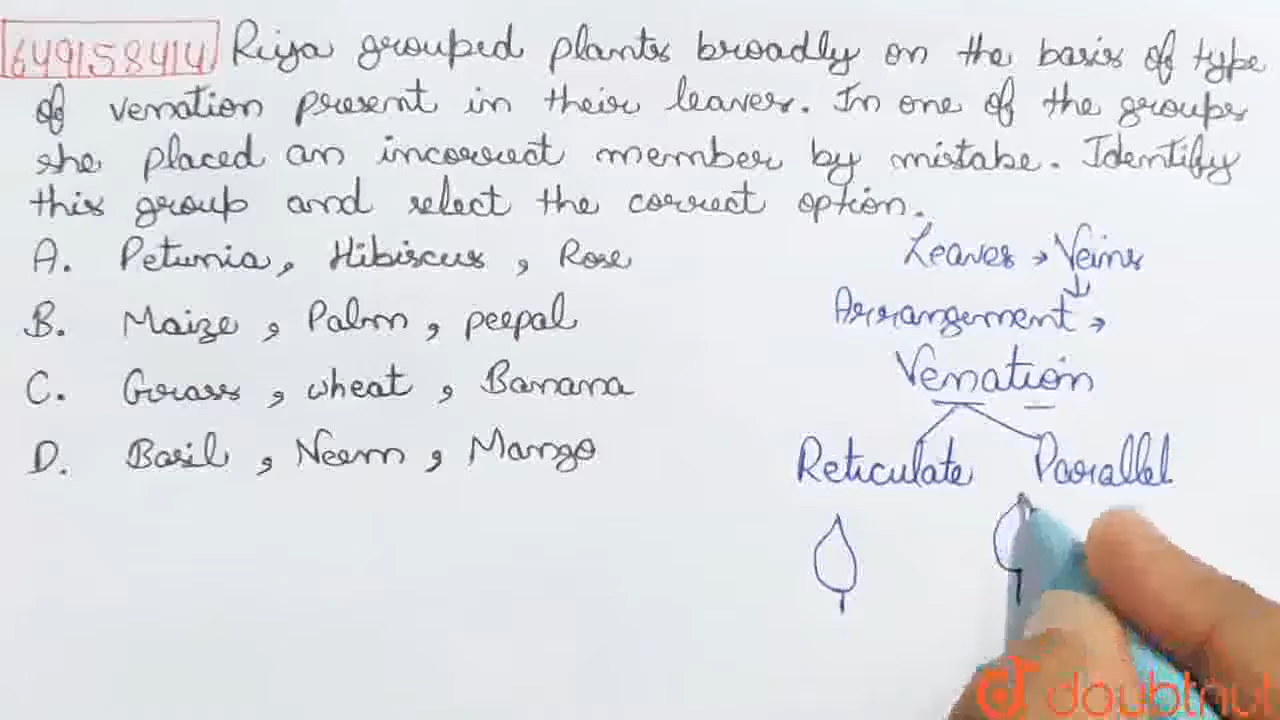 649158414 Riya grouped plants broadly on the basis of type
of venation present in their leaves. In one of the groups
she placed an incorrect member by mistake. Identify
this group and select the correct option.
A. Petunia, Hibiscus, Rose
B. Maize, Palm, peepal
C. Grass, wheat, Banana
D. Basil, Neem, Mango
Leaves → Veins
↓
Arrangement →
Venation
Reticulate Parallel
doubtnut